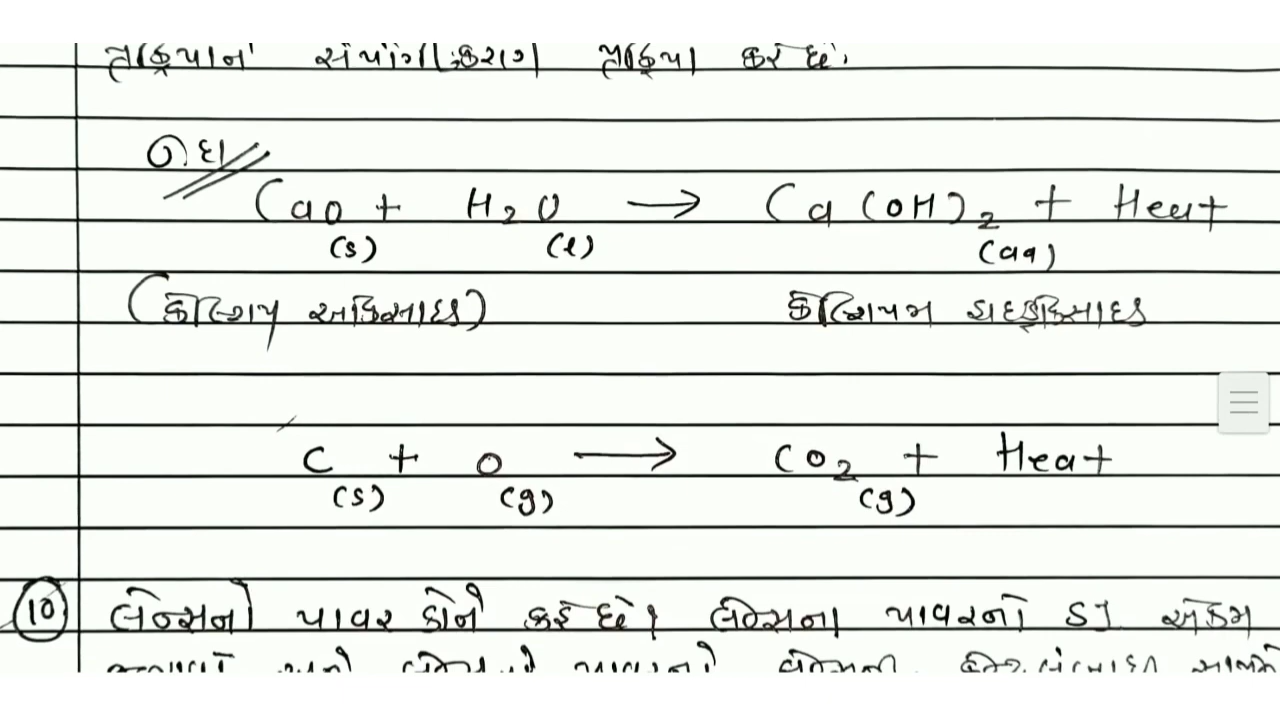 પ્રક્રિયાને સંયોગીકરણ પ્રક્રિયા કહે છે.
ઉ.દા.
CaO + H2O → Ca(OH)2 + Heat
(s) (l) (aq)
(કેલ્શિયમ ઓક્સાઇડ) કેલ્શિયમ હાઇડ્રોક્સાઇડ
C + O → CO2 + Heat
(s) (g) (g)
10 લેન્સનો પાવર કોને કહે છે? લેન્સના પાવરનો SI એકમ